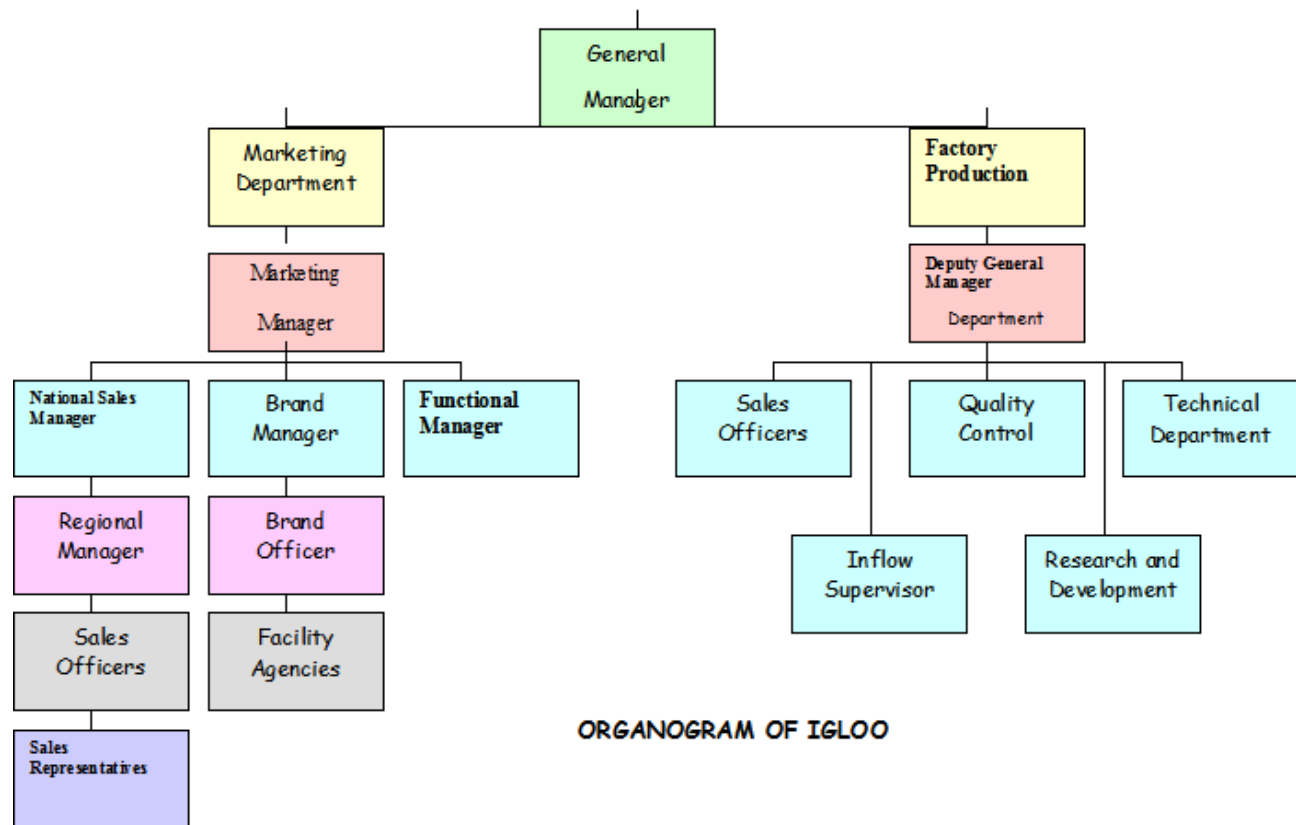 General
Manager
Marketing
Department
Factory
Production
Marketing
Manager
Deputy General
Manager
Department
National Sales
Manager
Brand
Manager
Functional
Manager
Sales
Officers
Quality
Control
Technical
Department
Regional
Manager
Brand
Officer
Inflow
Supervisor
Research and
Development
Sales
Officers
Facility
Agencies
ORGANOGRAM OF IGLOO
Sales
Representatives